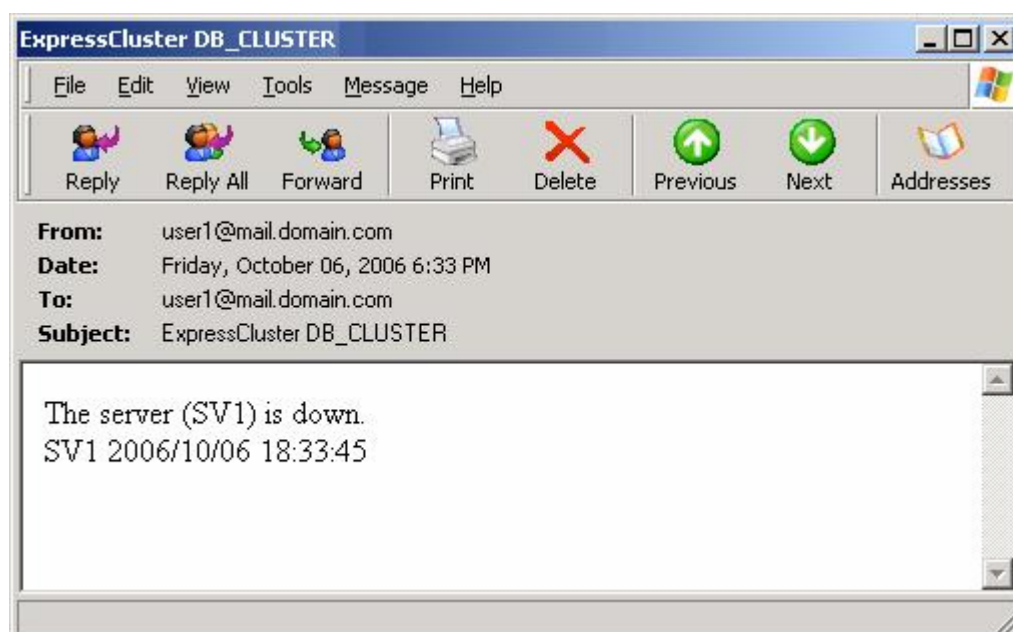 ExpressCluster DB_CLUSTER
File Edit View Tools Message Help
Reply Reply All Forward Print Delete Previous Next Addresses
From: user1@mail.domain.com
Date: Friday, October 06, 2006 6:33 PM
To: user1@mail.domain.com
Subject: ExpressCluster DB_CLUSTER
The server (SV1) is down.
SV1 2006/10/06 18:33:45